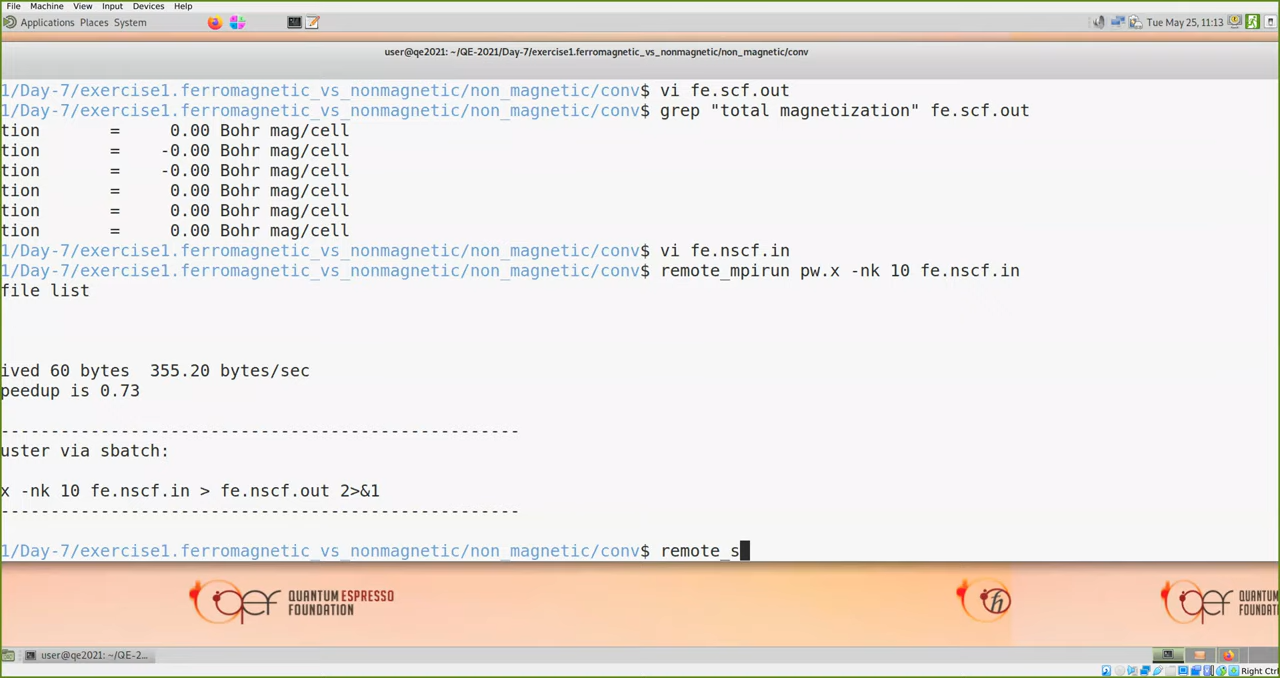 File Machine View Input Devices Help
Applications Places System Tue May 25, 11:13
user@qe2021: ~/QE-2021/Day-7/exercise1.ferromagnetic_vs_nonmagnetic/non_magnetic/conv
1/Day-7/exercise1.ferromagnetic_vs_nonmagnetic/non_magnetic/conv$ vi fe.scf.out
1/Day-7/exercise1.ferromagnetic_vs_nonmagnetic/non_magnetic/conv$ grep "total magnetization" fe.scf.out
tion       =     0.00 Bohr mag/cell
tion       =    -0.00 Bohr mag/cell
tion       =    -0.00 Bohr mag/cell
tion       =     0.00 Bohr mag/cell
tion       =     0.00 Bohr mag/cell
tion       =     0.00 Bohr mag/cell
1/Day-7/exercise1.ferromagnetic_vs_nonmagnetic/non_magnetic/conv$ vi fe.nscf.in
1/Day-7/exercise1.ferromagnetic_vs_nonmagnetic/non_magnetic/conv$ remote_mpirun pw.x -nk 10 fe.nscf.in
file list
ived 60 bytes  355.20 bytes/sec
peedup is 0.73
----------------------------------------------------
uster via sbatch:
x -nk 10 fe.nscf.in > fe.nscf.out 2>&1
----------------------------------------------------
1/Day-7/exercise1.ferromagnetic_vs_nonmagnetic/non_magnetic/conv$ remote_s
QUANTUM ESPRESSO
FOUNDATION
QUANTUM
FOUNDAT
user@qe2021: ~/QE-2...
Right Ctrl